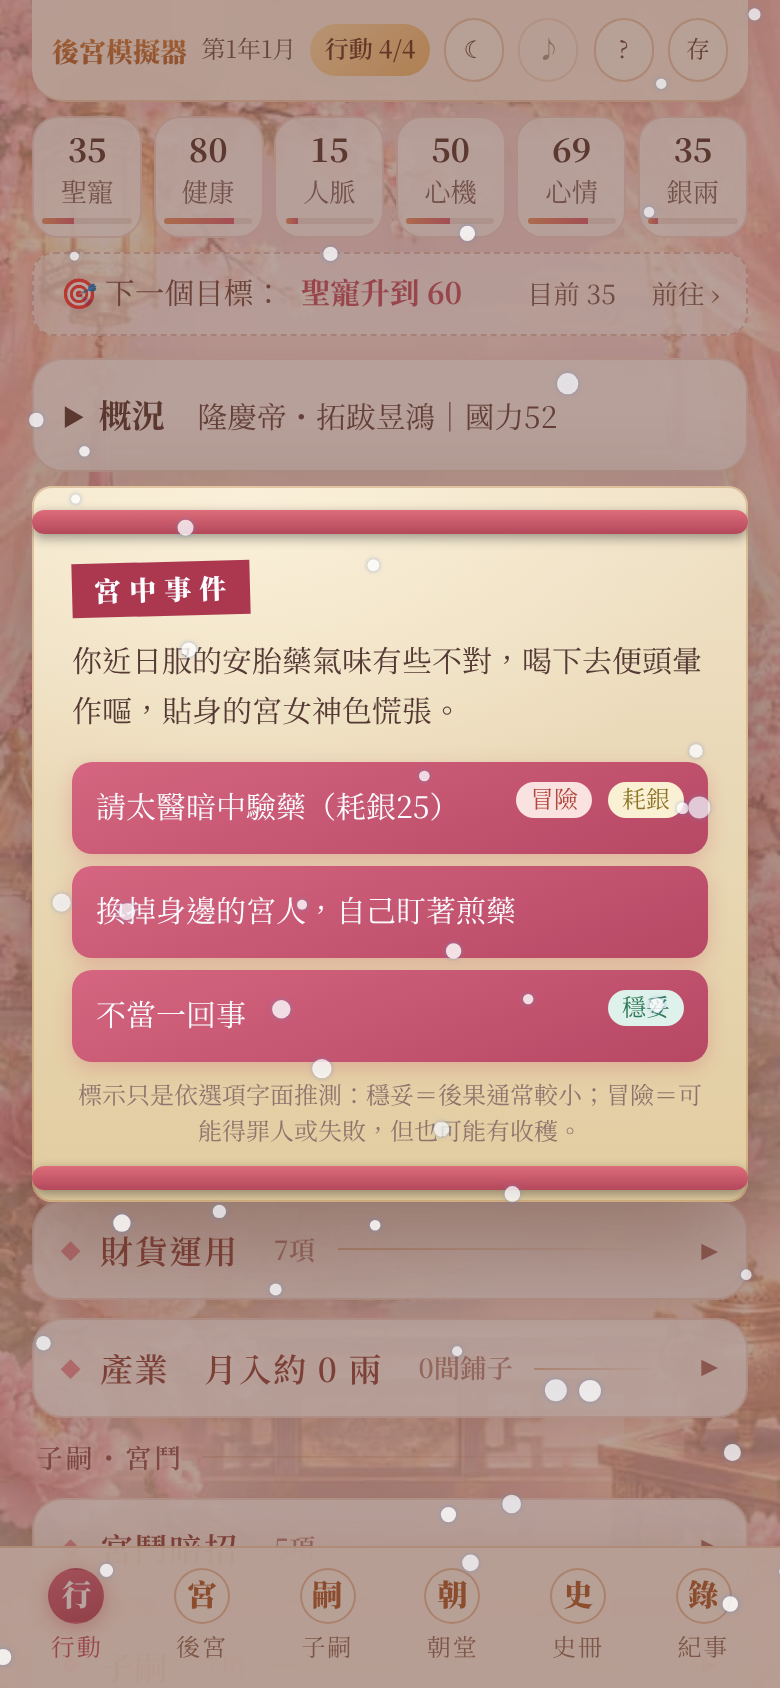 後宮模擬器 第1年1月 行動 4/4 ☾ ♪ ? 存
35 80 15 50 69 35
聖寵 健康 人脈 心機 心情 銀兩
🎯 下一個目標： 聖寵升到 60 目前 35 前往 ›
▶ 概況 隆慶帝・拓跋昱鴻｜國力52
宮中事件
你近日服的安胎藥氣味有些不對，喝下去便頭暈
作嘔，貼身的宮女神色慌張。
請太醫暗中驗藥（耗銀25） 冒險 耗銀
換掉身邊的宮人，自己盯著煎藥
不當一回事 穩妥
標示只是依選項字面推測：穩妥＝後果通常較小；冒險＝可
能得罪人或失敗，但也可能有收穫。
◆ 財貨運用 7項 ▶
◆ 產業 月入約 0 兩 0間鋪子 ▶
子嗣・宮鬥
◆ 宮鬥暗招 5項 ▶
行 宮 嗣 朝 史 錄
行動 後宮 子嗣 朝堂 史冊 紀事